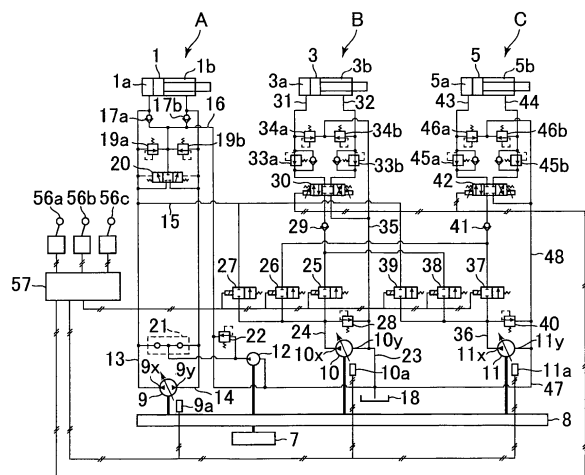 A B C
1 1b 3 3b 5 5b
1a 3a 5a
17b 16 31 32 43 44
17a
34a 34b 46a 46b
19a 19b
33a 33b 45a 45b
20
56a 56b 56c 30 42
15 35 41 48
29
27 26 25 39 38 37
57
21 22 24 28 36 40
12 10y 11y
13 10x 23 11x
9x 9y 10 10a 11 11a
9 14 18 47
9a
7 8